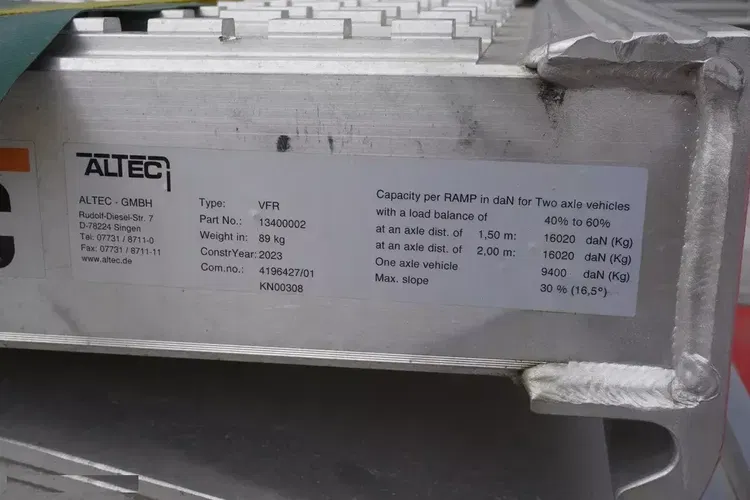 ALTEC
ALTEC - GMBH
Rudolf-Diesel-Str. 7
D-78224 Singen
Tel: 07731 / 8711-0
Fax: 07731 / 8711-11
www.altec.de
Type: VFR
Part No.: 13400002
Weight in: 89 kg
ConstrYear: 2023
Com.no.: 4196427/01
KN00308
Capacity per RAMP in daN for Two axle vehicles
with a load balance of 40% to 60%
at an axle dist. of 1,50 m: 16020 daN (Kg)
at an axle dist. of 2,00 m: 16020 daN (Kg)
One axle vehicle 9400 daN (Kg)
Max. slope 30 % (16,5°)